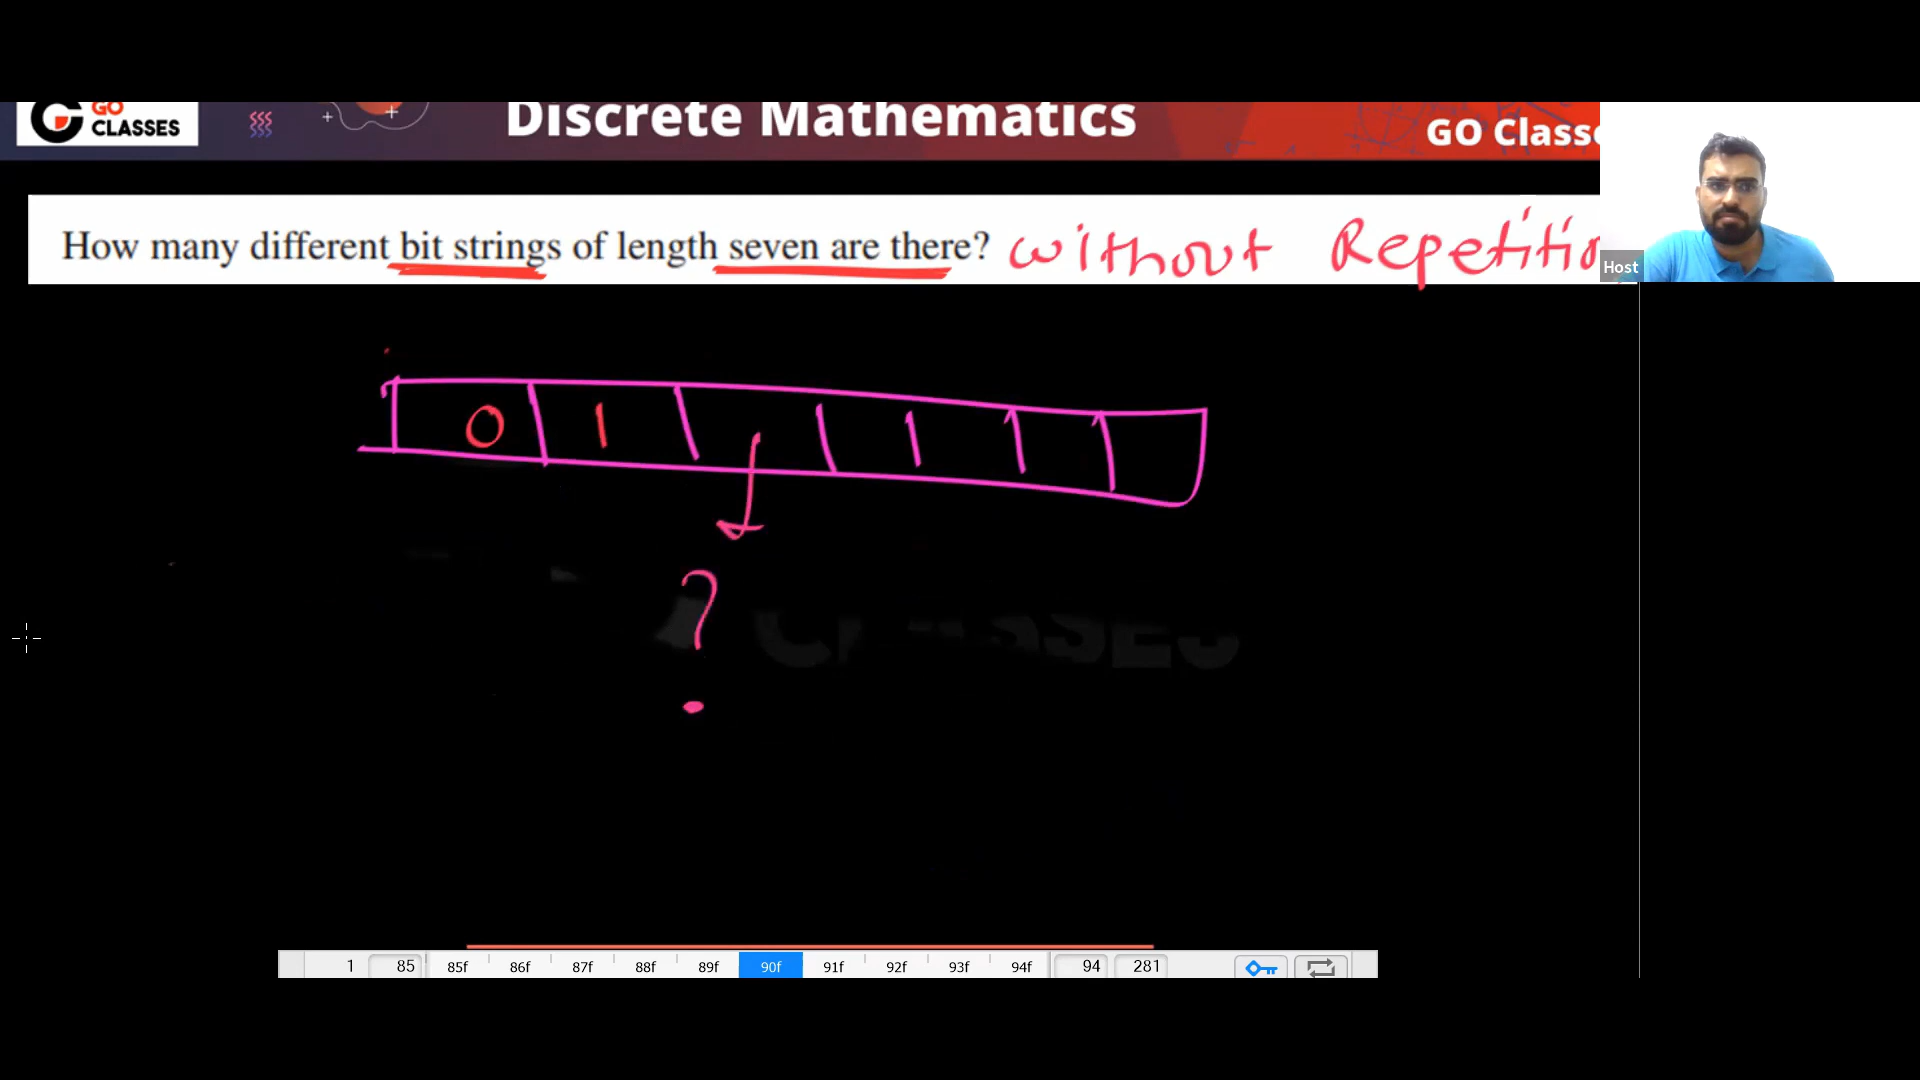 GO
CLASSES
Discrete Mathematics
GO Classe
How many different bit strings of length seven are there? without Repetitio
Host
0 1
?
1 85 85f 86f 87f 88f 89f 90f 91f 92f 93f 94f 94 281